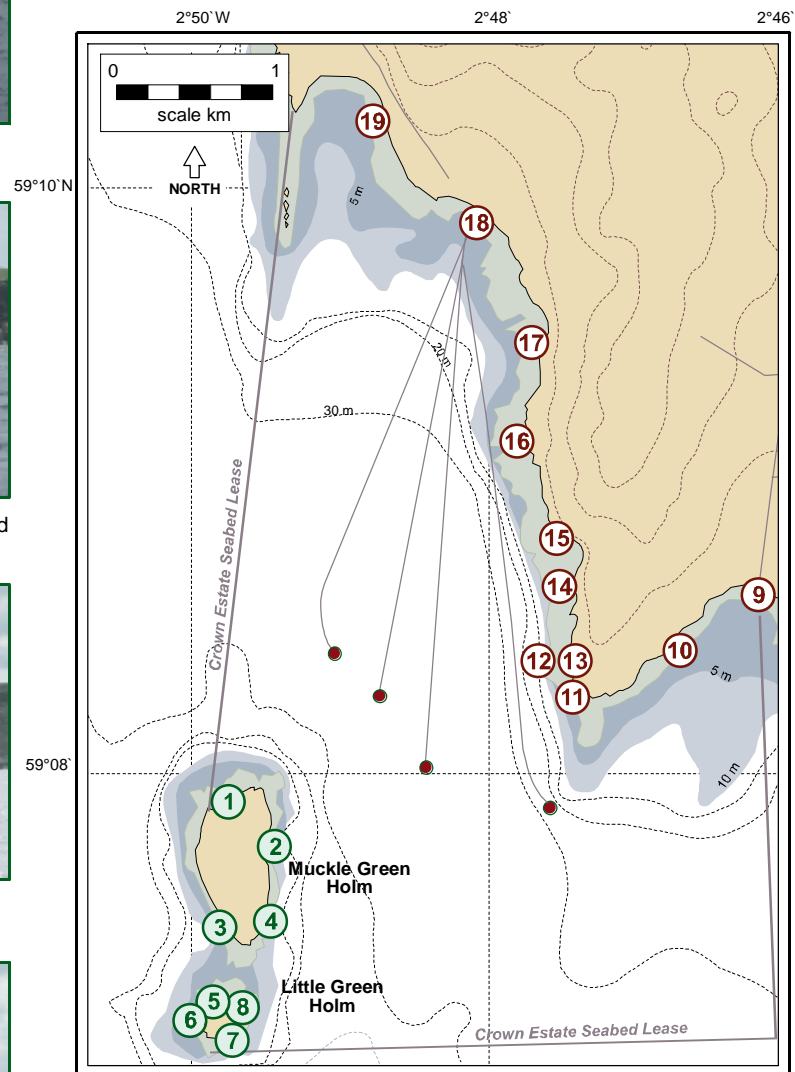 2°50`W
2°48`
2°46`
0 1
scale km
NORTH
59°10`N
19
5 m
18
17
20 m
30 m
16
Crown Estate Seabed Lease
d
15
14
9
12
13
10
11
5 m
10 m
59°08`
1
2
Muckle Green
Holm
3
4
Little Green
Holm
5
8
6
7
Crown Estate Seabed Lease